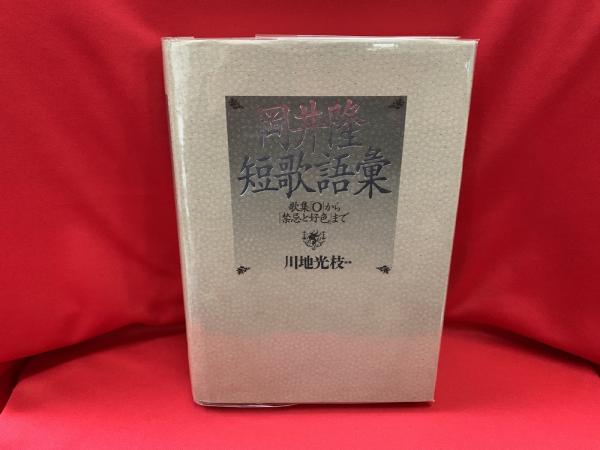 岡井隆
短歌語彙
歌集「O」から
「禁忌と好色」まで
川地光枝